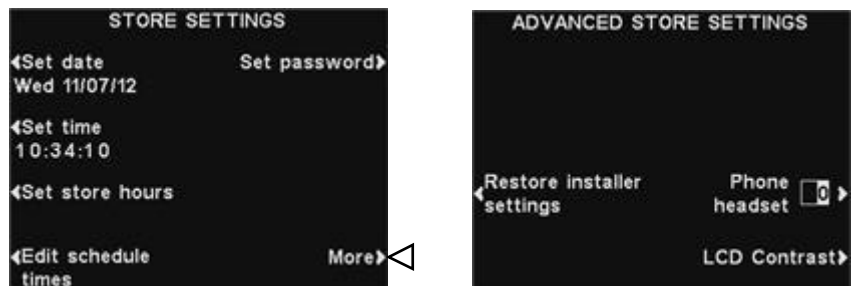 STORE SETTINGS
Set date
Wed 11/07/12
Set password
Set time
10:34:10
Set store hours
Edit schedule
times
More
ADVANCED STORE SETTINGS
Restore installer
settings
Phone
headset
0
LCD Contrast